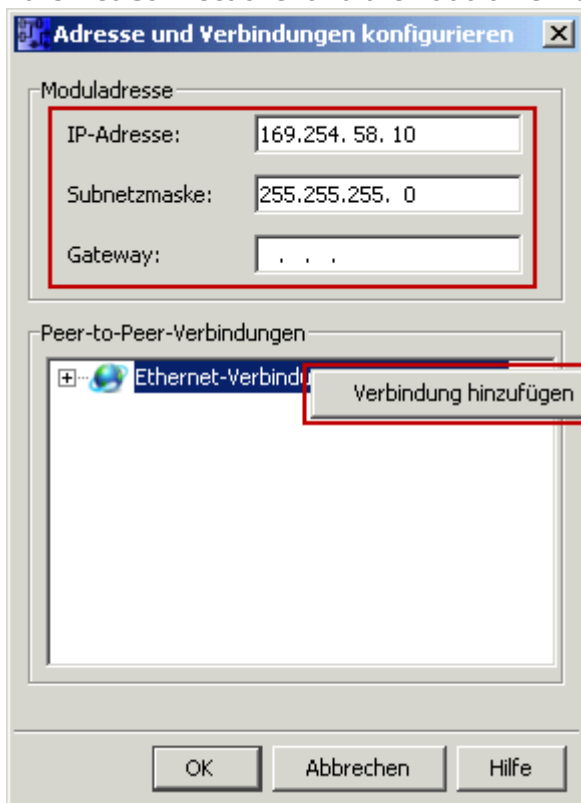 Adresse und Verbindungen konfigurieren
Moduladresse
IP-Adresse: 169.254. 58. 10
Subnetzmaske: 255.255.255. 0
Gateway: . . .
Peer-to-Peer-Verbindungen
Verbindung hinzufügen
OK Abbrechen Hilfe